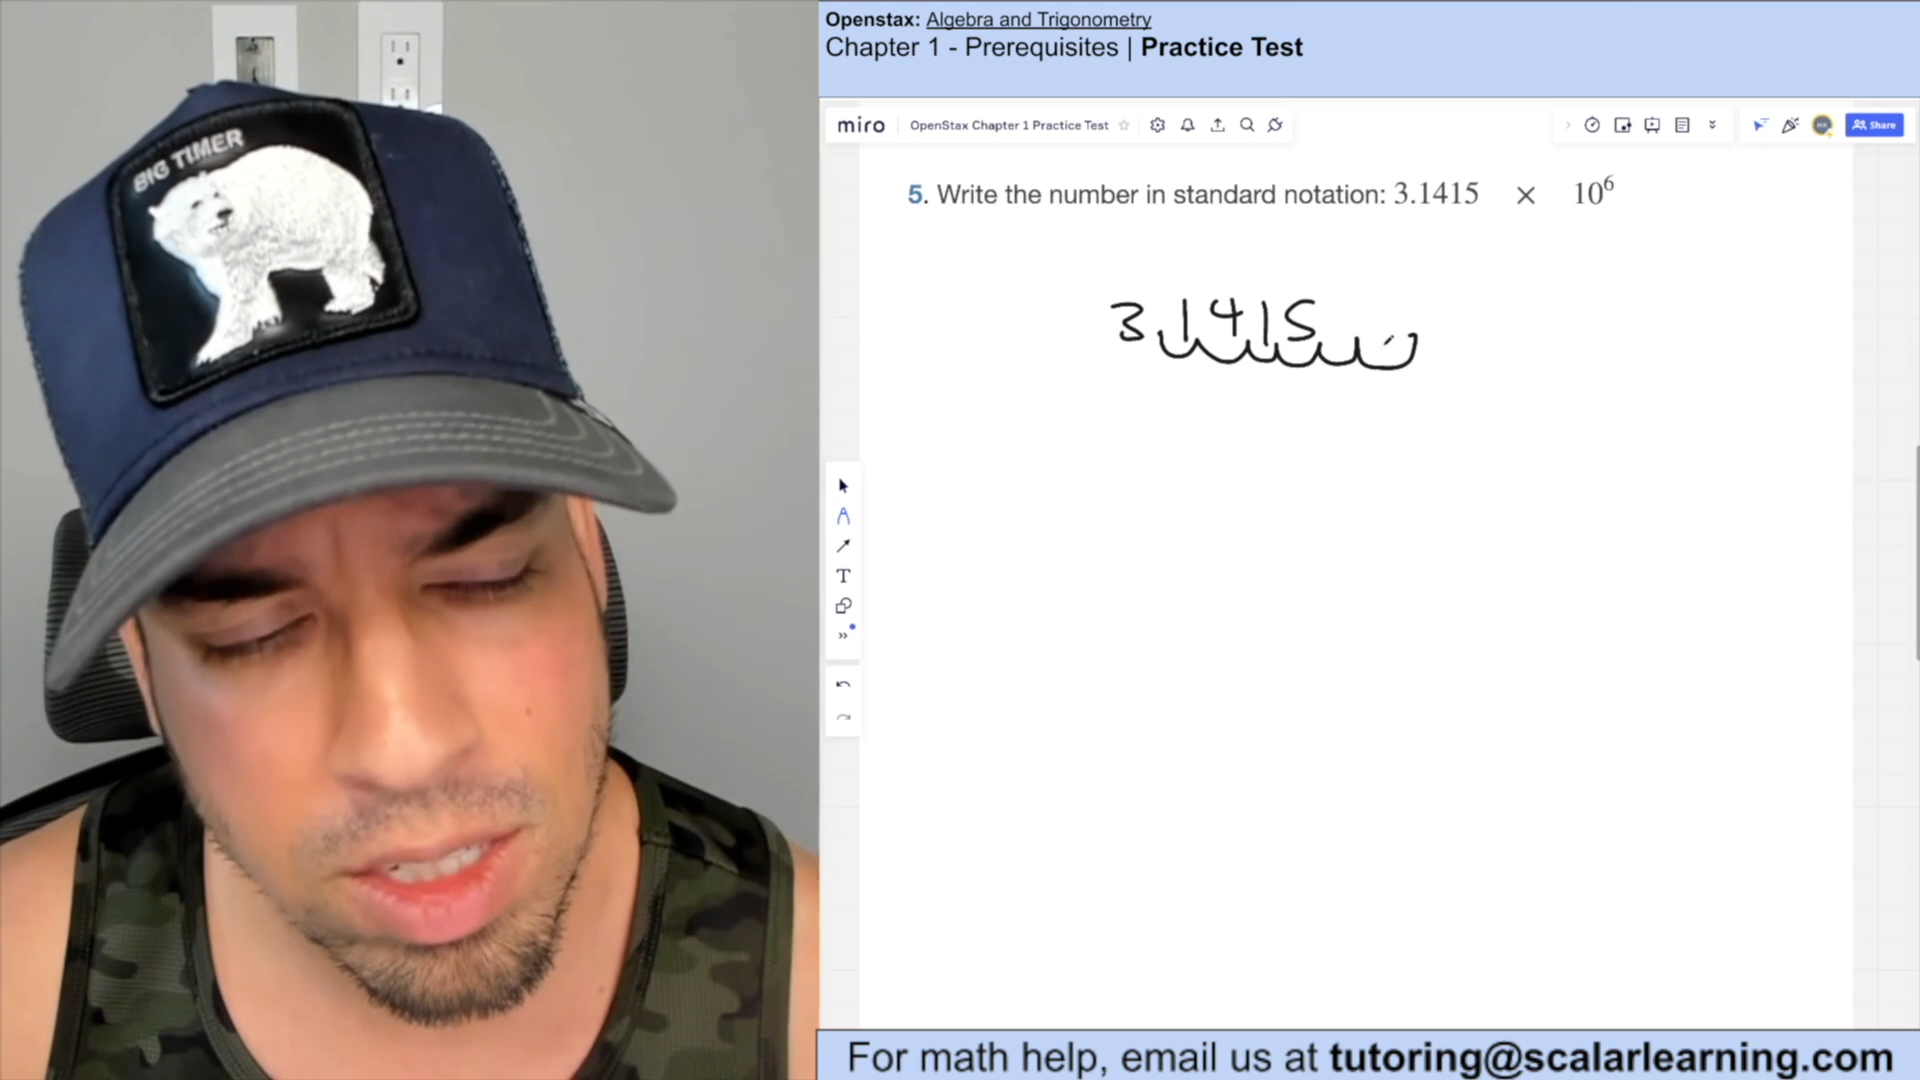 BIG TIMER
Openstax: Algebra and Trigonometry
Chapter 1 - Prerequisites | Practice Test
miro OpenStax Chapter 1 Practice Test
Share
5. Write the number in standard notation: 3.1415 × 10⁶
3.1415
T
For math help, email us at tutoring@scalarlearning.com